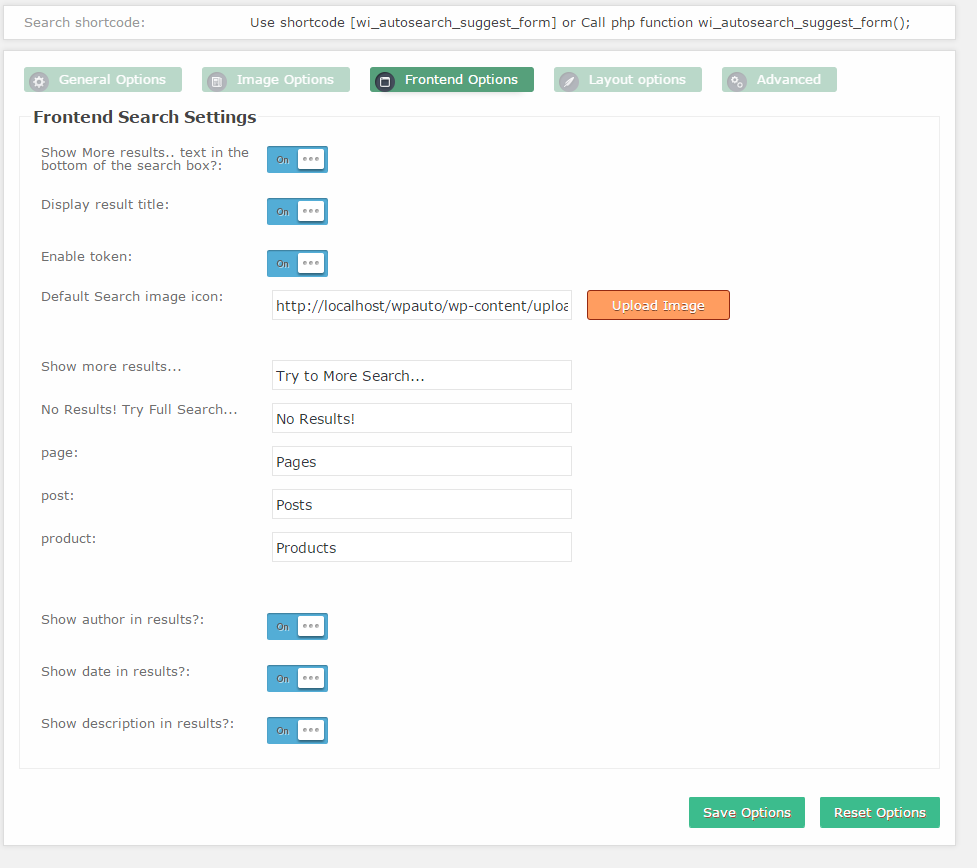 Search shortcode: Use shortcode [wi_autosearch_suggest_form] or Call php function wi_autosearch_suggest_form();
General Options Image Options Frontend Options Layout options Advanced
Frontend Search Settings
Show More results.. text in the
bottom of the search box?: On
Display result title: On
Enable token: On
Default Search image icon: http://localhost/wpauto/wp-content/uploa Upload Image
Show more results... Try to More Search...
No Results! Try Full Search... No Results!
page: Pages
post: Posts
product: Products
Show author in results?: On
Show date in results?: On
Show description in results?: On
Save Options Reset Options